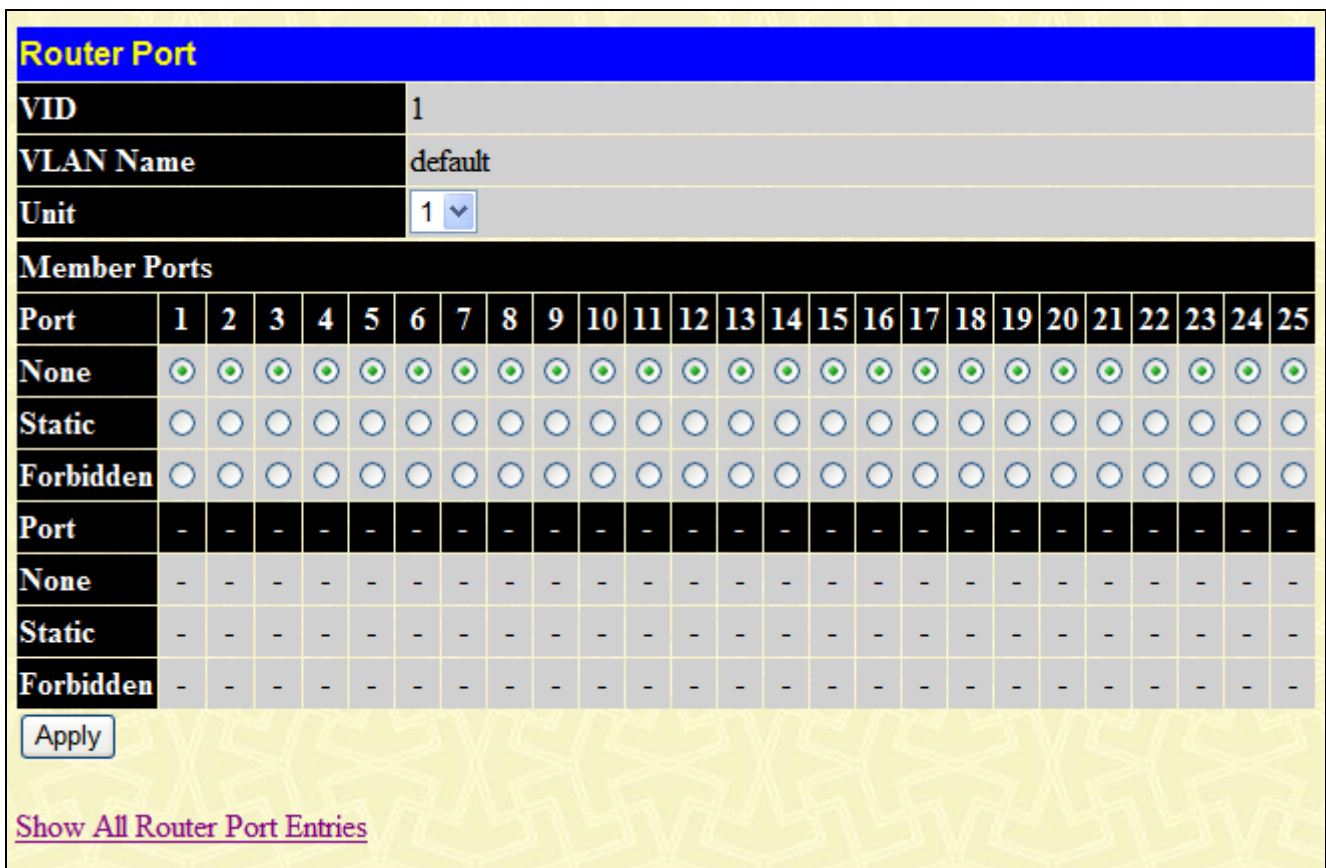 Router Port
VID 1
VLAN Name default
Unit 1
Member Ports
Port 1 2 3 4 5 6 7 8 9 10 11 12 13 14 15 16 17 18 19 20 21 22 23 24 25
None
Static
Forbidden
Port - - - - - - - - - - - - - - - - - - - - - - - - -
None - - - - - - - - - - - - - - - - - - - - - - - - -
Static - - - - - - - - - - - - - - - - - - - - - - - - -
Forbidden - - - - - - - - - - - - - - - - - - - - - - - - -
Apply
Show All Router Port Entries